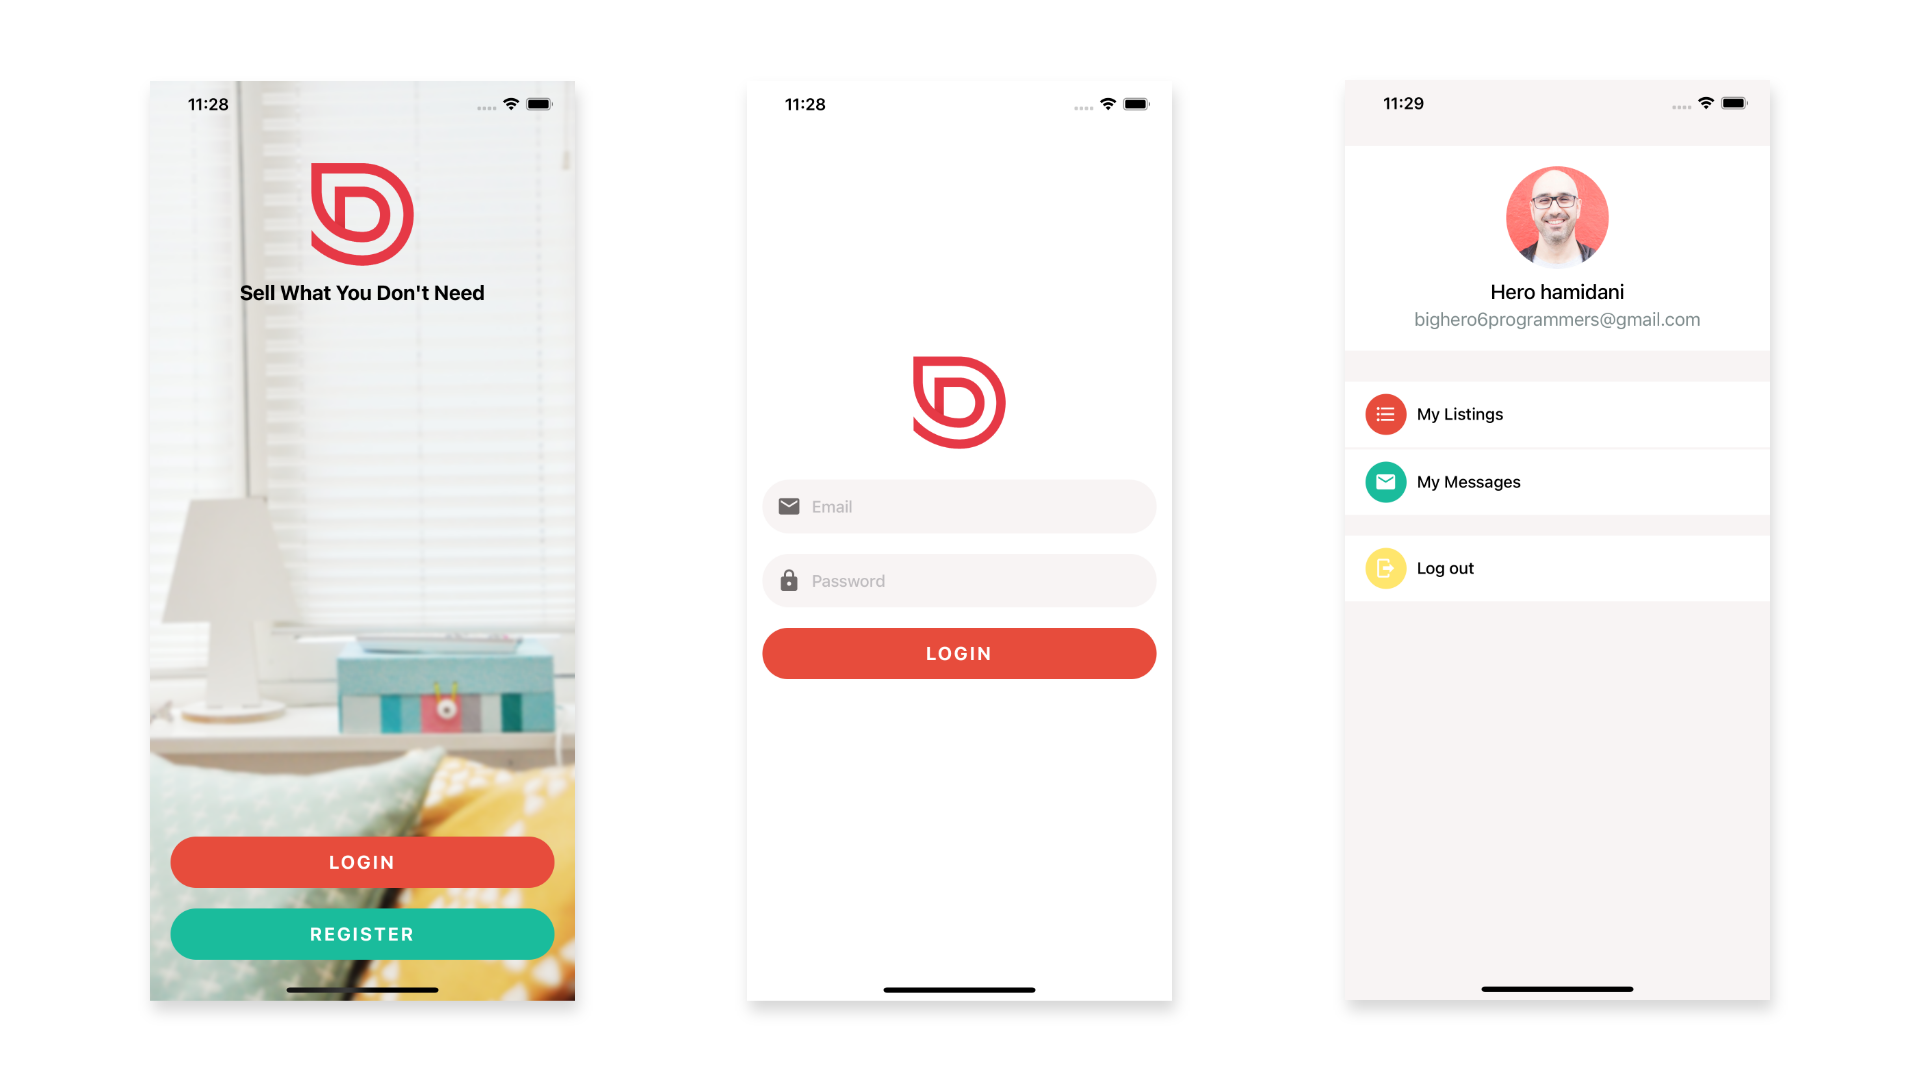 11:28
Sell What You Don't Need
LOGIN
REGISTER
11:28
Email
Password
LOGIN
11:29
Hero hamidani
bighero6programmers@gmail.com
My Listings
My Messages
Log out